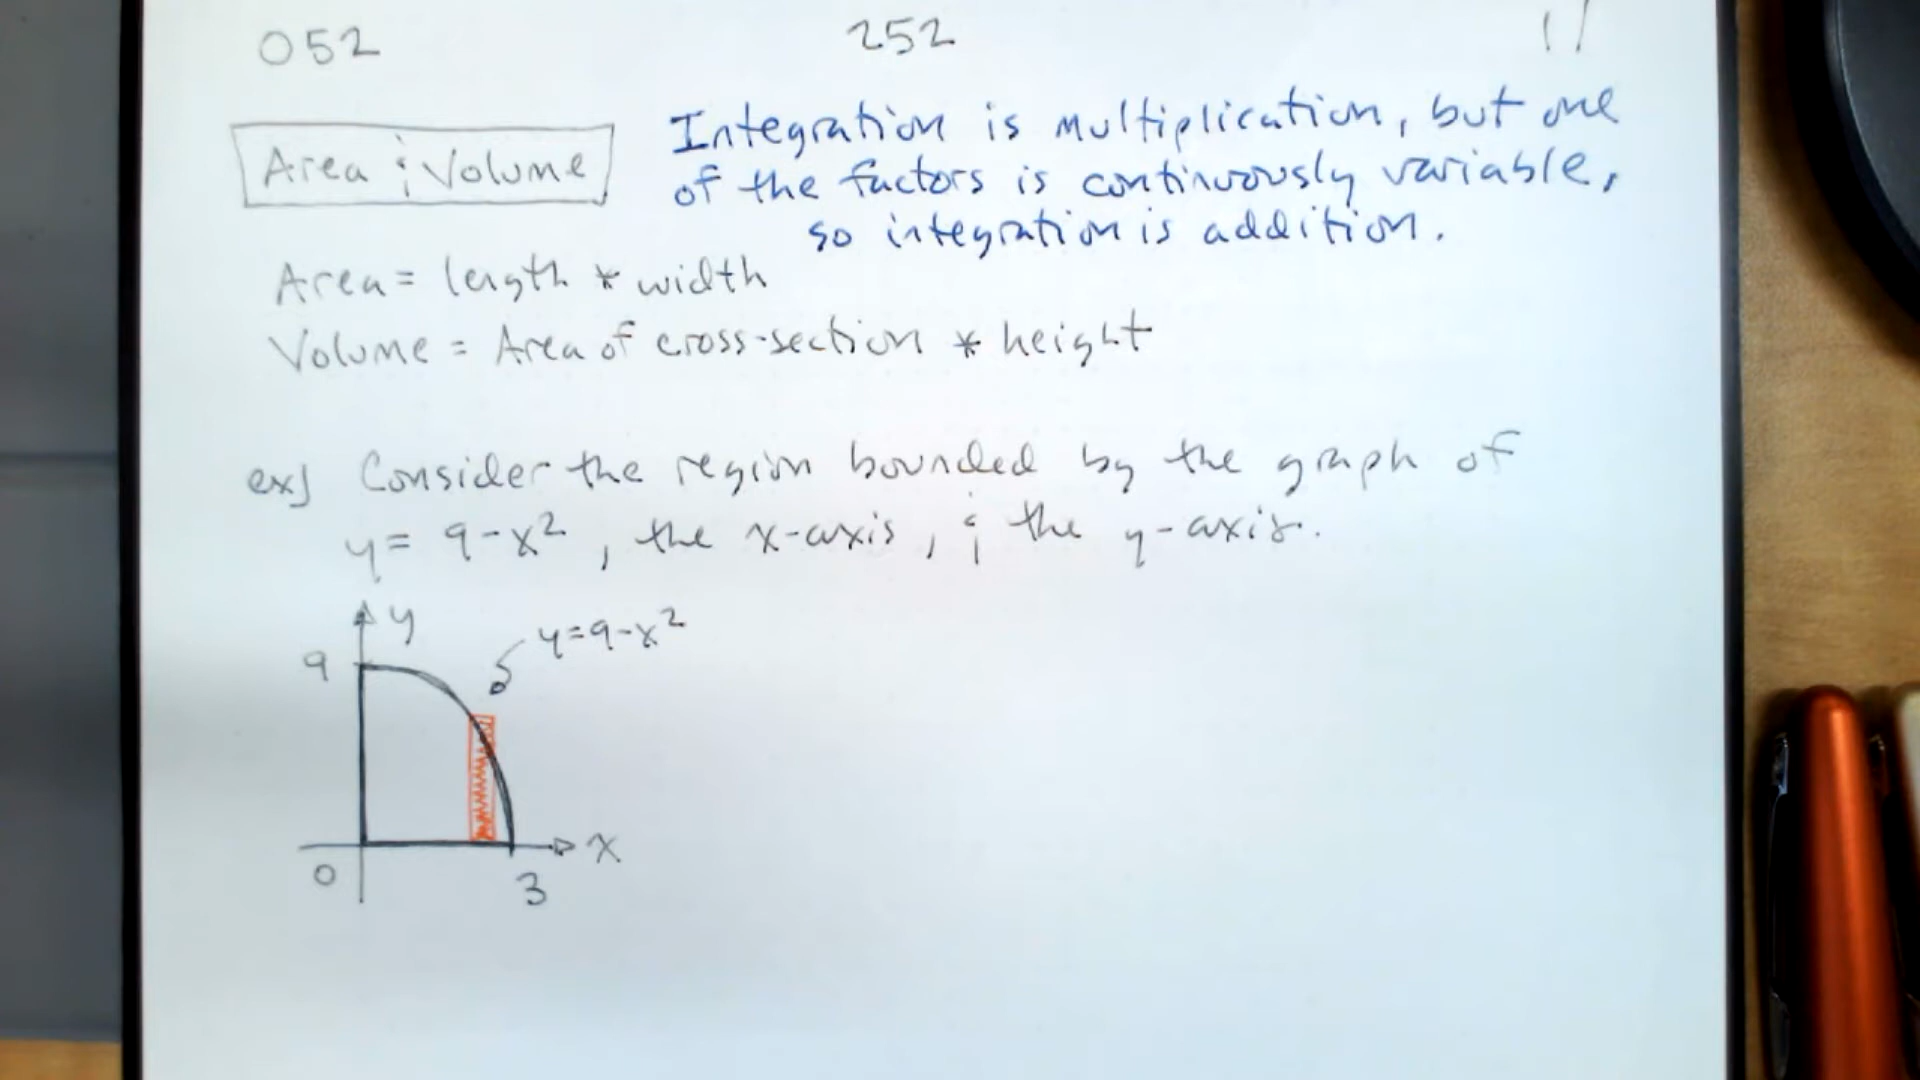 052 252 11
Area & Volume
Integration is multiplication, but one
of the factors is continuously variable,
so integration is addition.
Area = length * width
Volume = Area of cross-section * height
ex] Consider the region bounded by the graph of
y = 9-x², the x-axis, & the y-axis.
y
y=9-x²
9
x
0
3